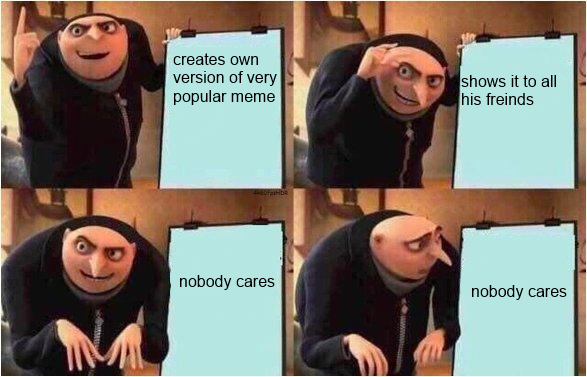 creates own
version of very
popular meme
shows it to all
his freinds
nobody cares
nobody cares